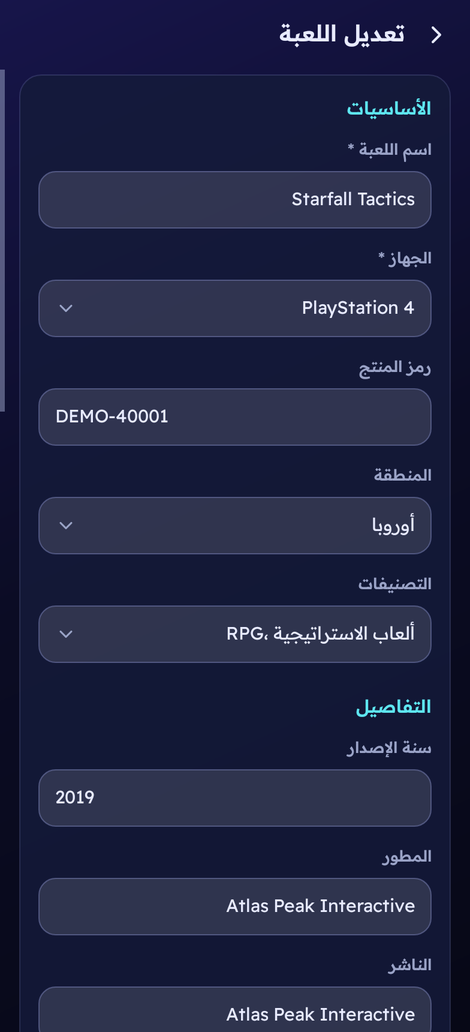 تعديل اللعبة
الأساسيات
اسم اللعبة *
Starfall Tactics
الجهاز *
PlayStation 4
رمز المنتج
DEMO-40001
المنطقة
أوروبا
التصنيفات
ألعاب الاستراتيجية ،RPG
التفاصيل
سنة الإصدار
2019
المطور
Atlas Peak Interactive
الناشر
Atlas Peak Interactive